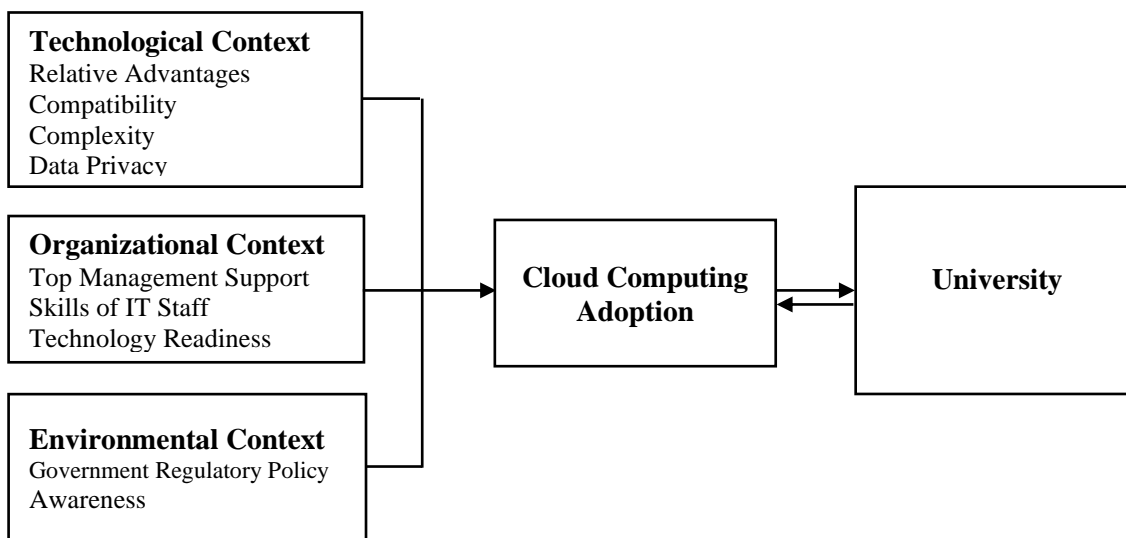 Technological Context
Relative Advantages
Compatibility
Complexity
Data Privacy
Organizational Context
Top Management Support
Skills of IT Staff
Technology Readiness
Environmental Context
Government Regulatory Policy
Awareness
Cloud Computing
Adoption
University